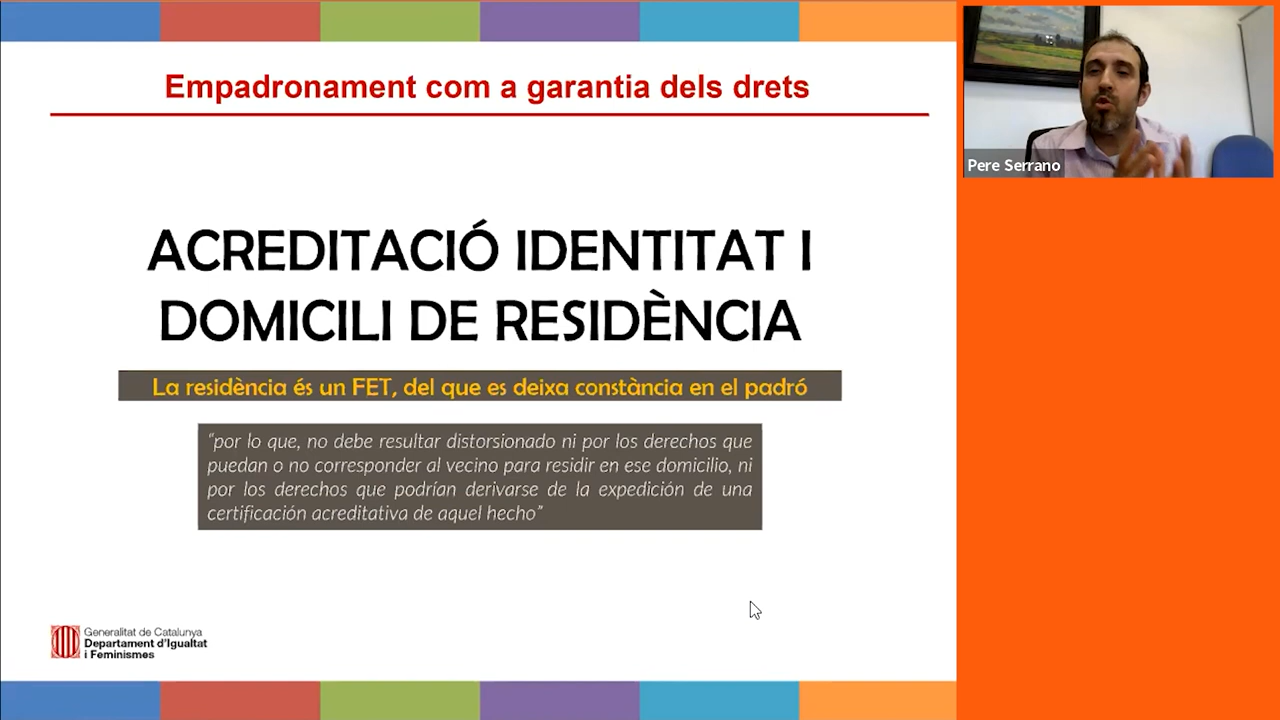 Empadronament com a garantia dels drets
ACREDITACIÓ IDENTITAT I
DOMICILI DE RESIDÈNCIA
La residència és un FET, del que es deixa constància en el padró
“por lo que, no debe resultar distorsionado ni por los derechos que
puedan o no corresponder al vecino para residir en ese domicilio, ni
por los derechos que podrían derivarse de la expedición de una
certificación acreditativa de aquel hecho”
Generalitat de Catalunya
Departament d'Igualtat
i Feminismes
Pere Serrano